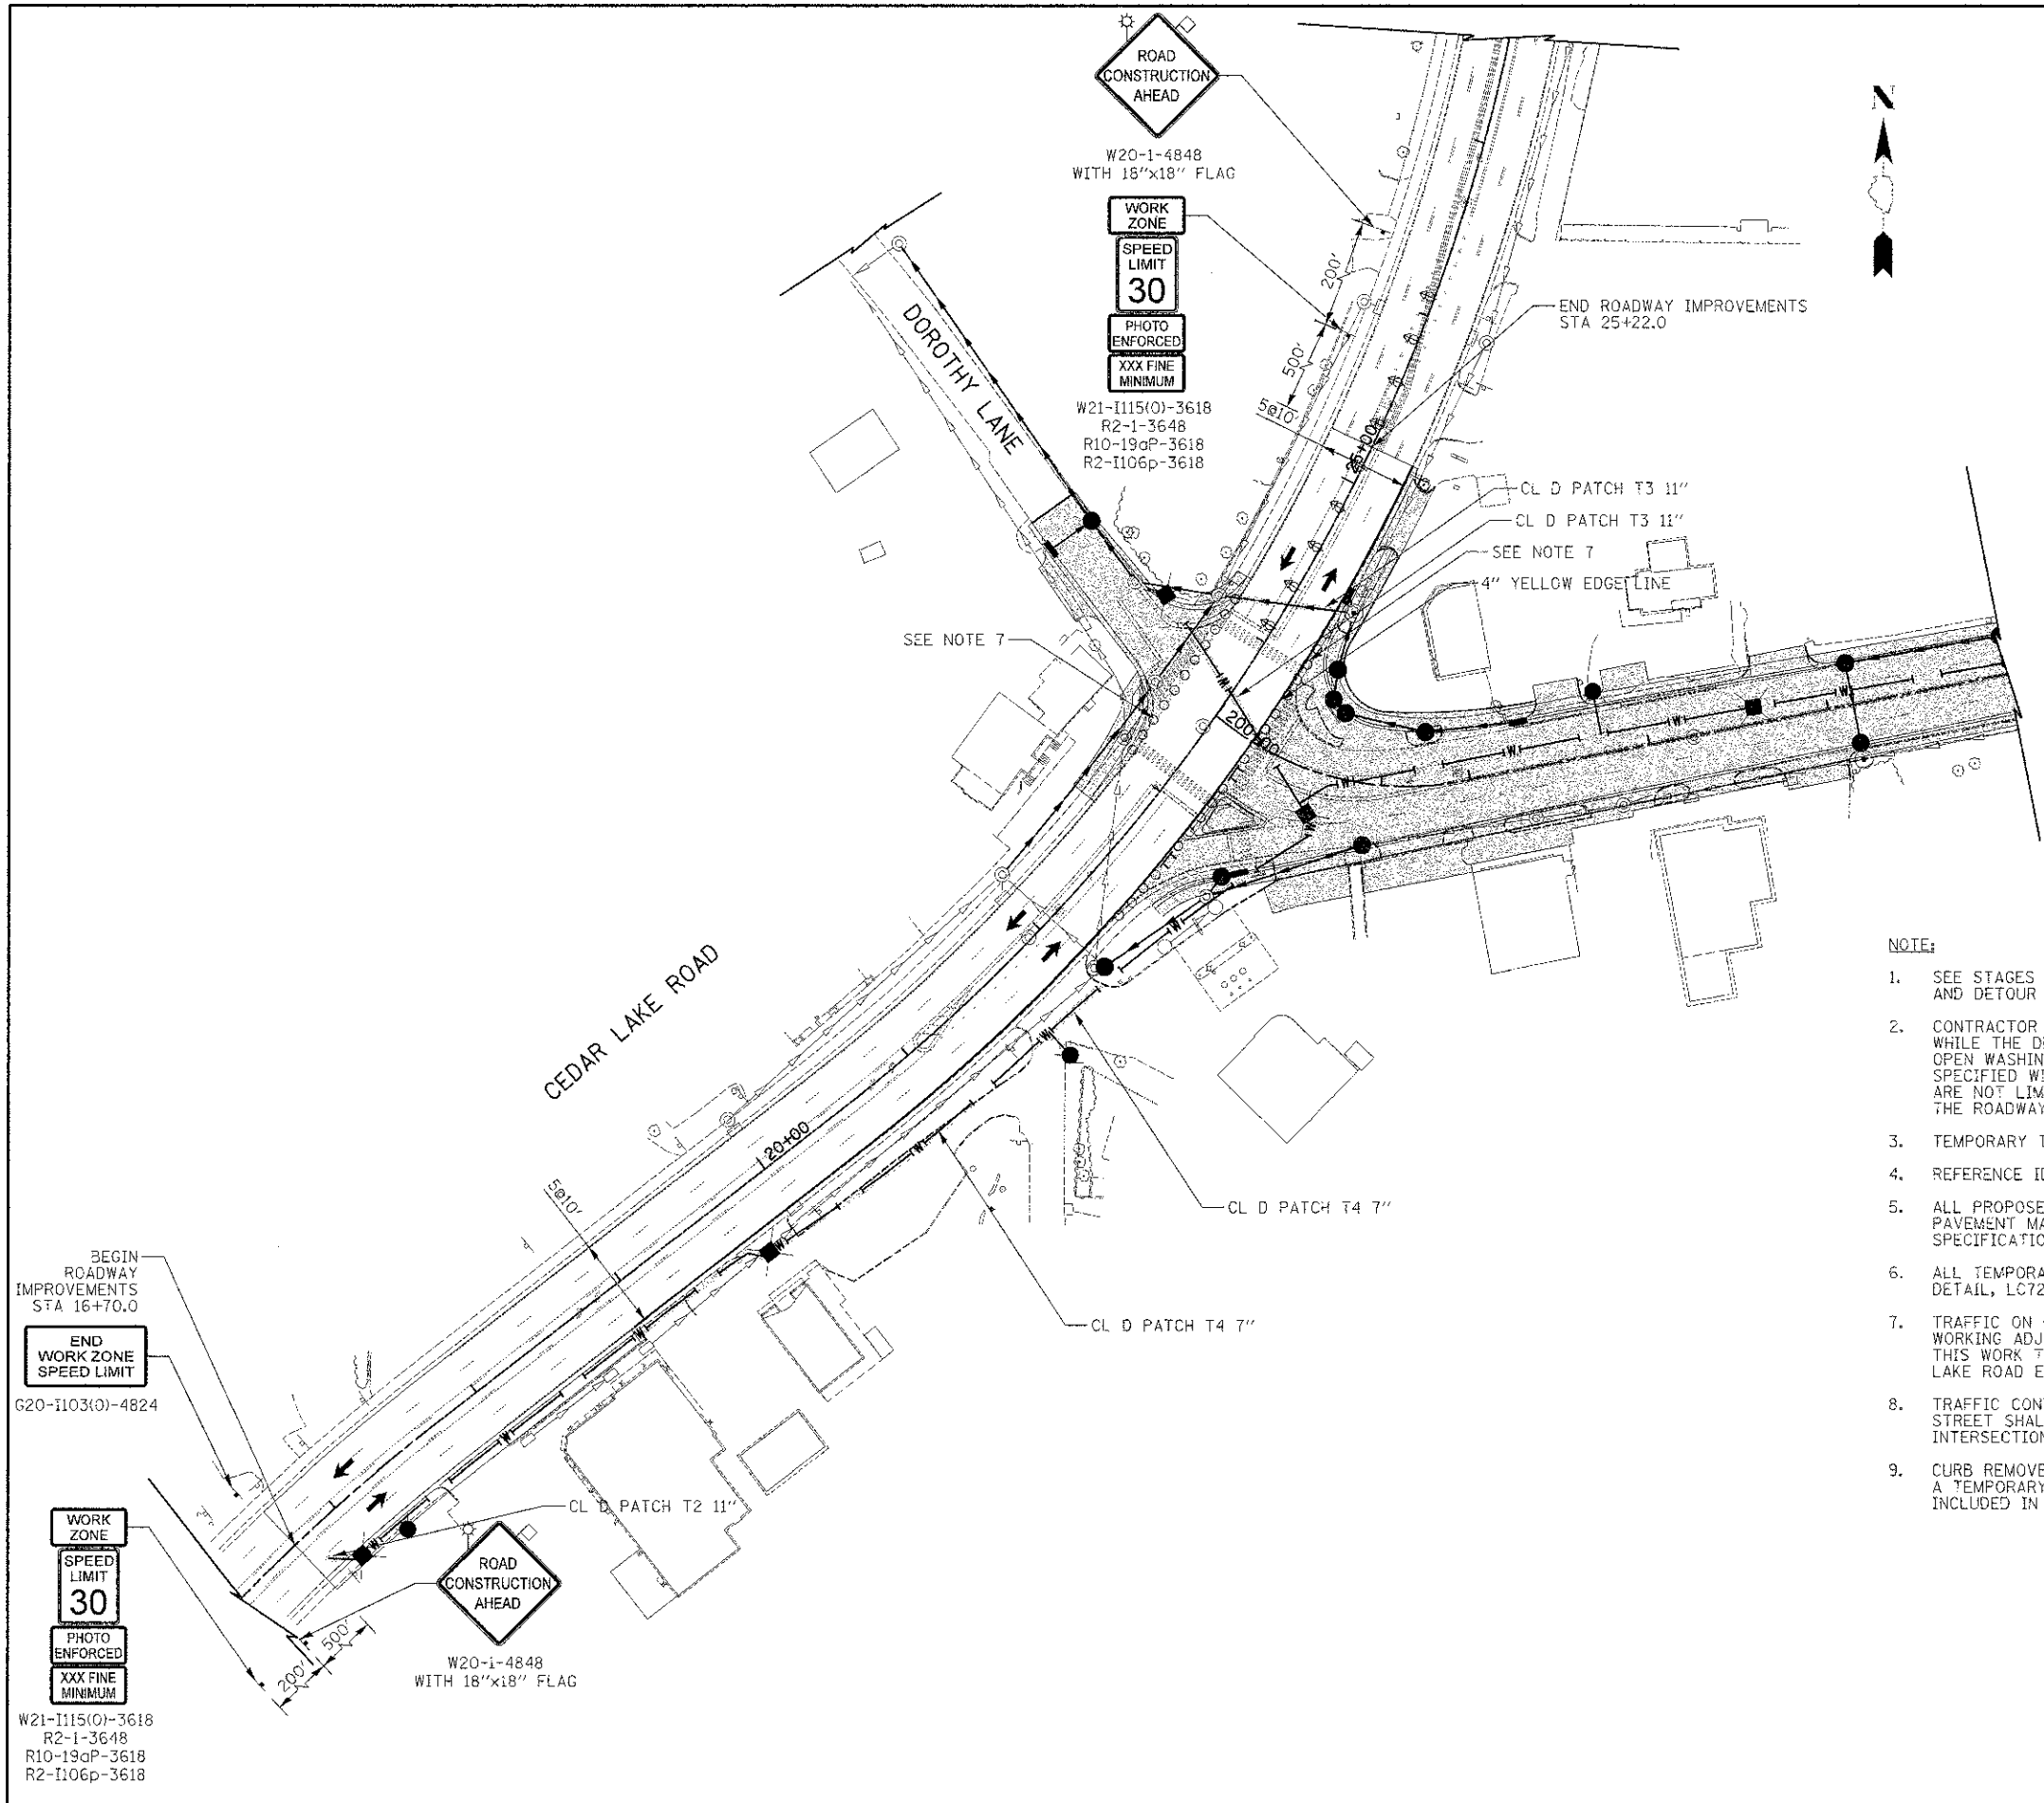 ROAD
CONSTRUCTION
AHEAD
W20-1-4848
WITH 18"x18" FLAG
WORK
ZONE
SPEED
LIMIT
30
PHOTO
ENFORCED
XXX FINE
MINIMUM
W21-I115(O)-3618
R2-1-3648
R10-19aP-3618
R2-I106p-3618
N
200'
500'
5@10'
25+00
END ROADWAY IMPROVEMENTS
STA 25+22.0
DOROTHY LANE
CL D PATCH T3 11"
CL D PATCH T3 11"
SEE NOTE 7
4" YELLOW EDGE LINE
SEE NOTE 7
200+00
W
W
W
W
W
W
W
W
W
W
W
W
W
W
CEDAR LAKE ROAD
20+00
5@10'
CL D PATCH T4 7"
CL D PATCH T4 7"
BEGIN
ROADWAY
IMPROVEMENTS
STA 16+70.0
END
WORK ZONE
SPEED LIMIT
G20-I103(O)-4824
CL D PATCH T2 11"
WORK
ZONE
SPEED
LIMIT
30
PHOTO
ENFORCED
XXX FINE
MINIMUM
W21-I115(O)-3618
R2-1-3648
R10-19aP-3618
R2-I106p-3618
200'
500'
ROAD
CONSTRUCTION
AHEAD
W20-1-4848
WITH 18"x18" FLAG
NOTE:
1. SEE STAGES
AND DETOUR
2. CONTRACTOR
WHILE THE
OPEN
SPECIFIED
ARE NOT
THE ROADWAY
3. TEMPORARY
4. REFERENCE
5. ALL
PAVEMENT
6. ALL
DETAIL, LC72
7. TRAFFIC ON
WORKING
THIS WORK
LAKE ROAD
8. TRAFFIC
STREET
9. CURB
A TEMPORARY
INCLUDED IN